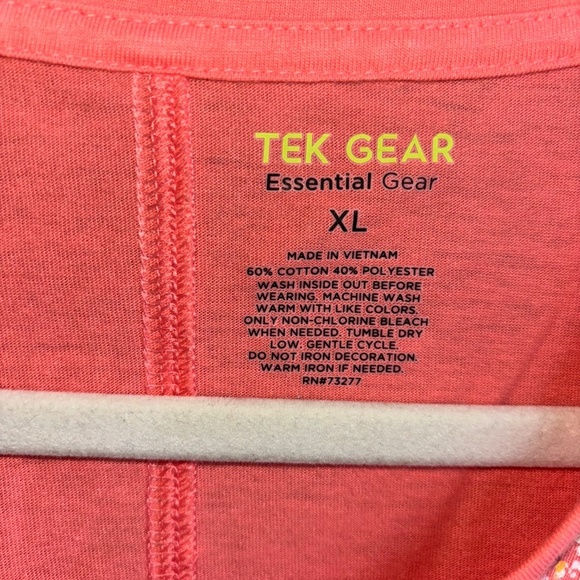 TEK GEAR
Essential Gear
XL
MADE IN VIETNAM
60% COTTON 40% POLYESTER
WASH INSIDE OUT BEFORE
WEARING. MACHINE WASH
WARM WITH LIKE COLORS.
ONLY NON-CHLORINE BLEACH
WHEN NEEDED. TUMBLE DRY
LOW. GENTLE CYCLE.
DO NOT IRON DECORATION.
WARM IRON IF NEEDED.
RN#73277